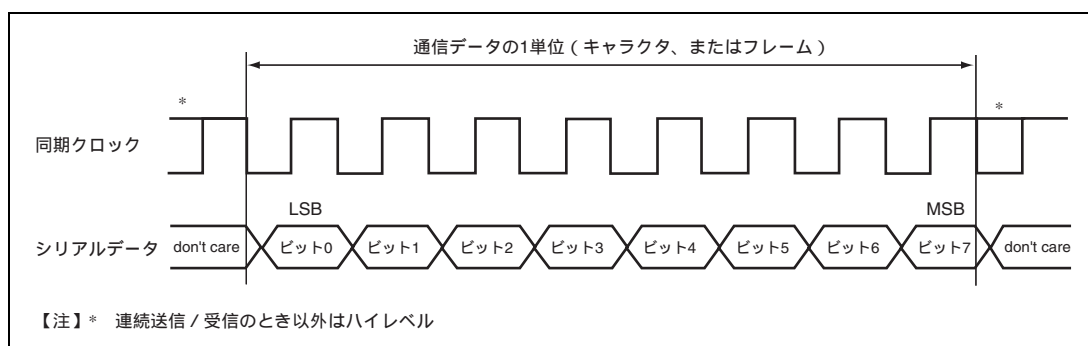 通信データの1単位 ( キャラクタ、またはフレーム )
* *
同期クロック
LSB MSB
シリアルデータ don't care ビット0 ビット1 ビット2 ビット3 ビット4 ビット5 ビット6 ビット7 don't care
【注】* 連続送信 / 受信のとき以外はハイレベル